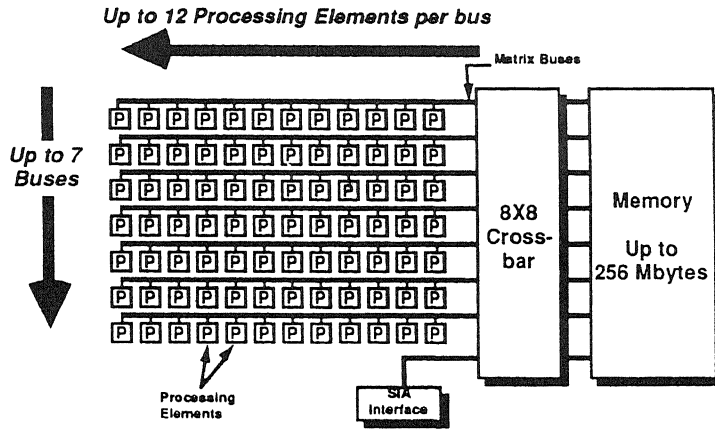 Up to 12 Processing Elements per bus
Matrix Buses
Up to 7
Buses
P P P P P P P P P P P P
P P P P P P P P P P P P
P P P P P P P P P P P P
P P P P P P P P P P P P
P P P P P P P P P P P P
P P P P P P P P P P P P
P P P P P P P P P P P P
8X8
Cross-
bar
Memory
Up to
256 Mbytes
Processing
Elements
SIA
Interface